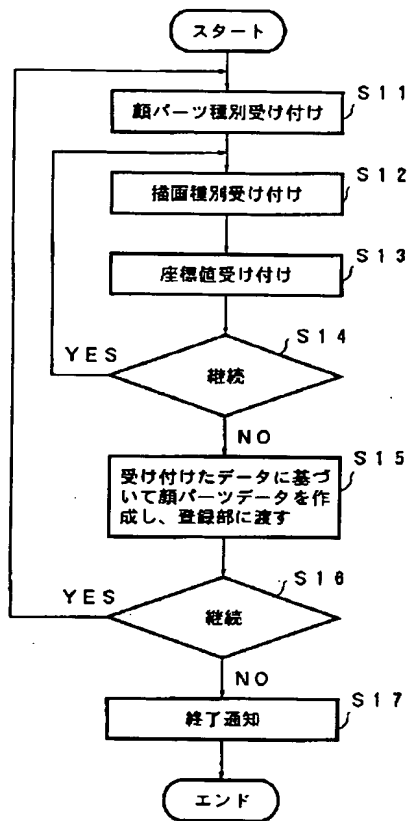 スタート
S11
顔パーツ種別受け付け
S12
描画種別受け付け
S13
座標値受け付け
S14
YES
継続
NO
S15
受け付けたデータに基づ
いて顔パーツデータを作
成し、登録部に渡す
S16
YES
継続
NO
S17
終了通知
エンド